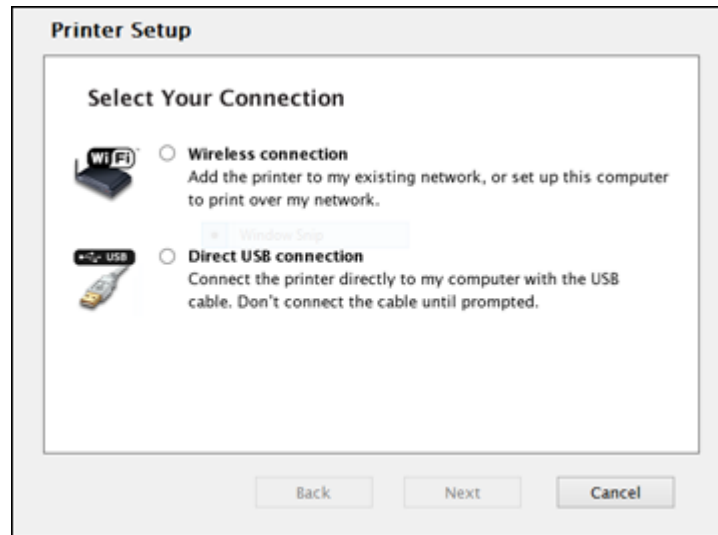 Printer Setup
Select Your Connection
WiFi
Wireless connection
Add the printer to my existing network, or set up this computer
to print over my network.
Window Snip
USB
Direct USB connection
Connect the printer directly to my computer with the USB
cable. Don't connect the cable until prompted.
Back
Next
Cancel